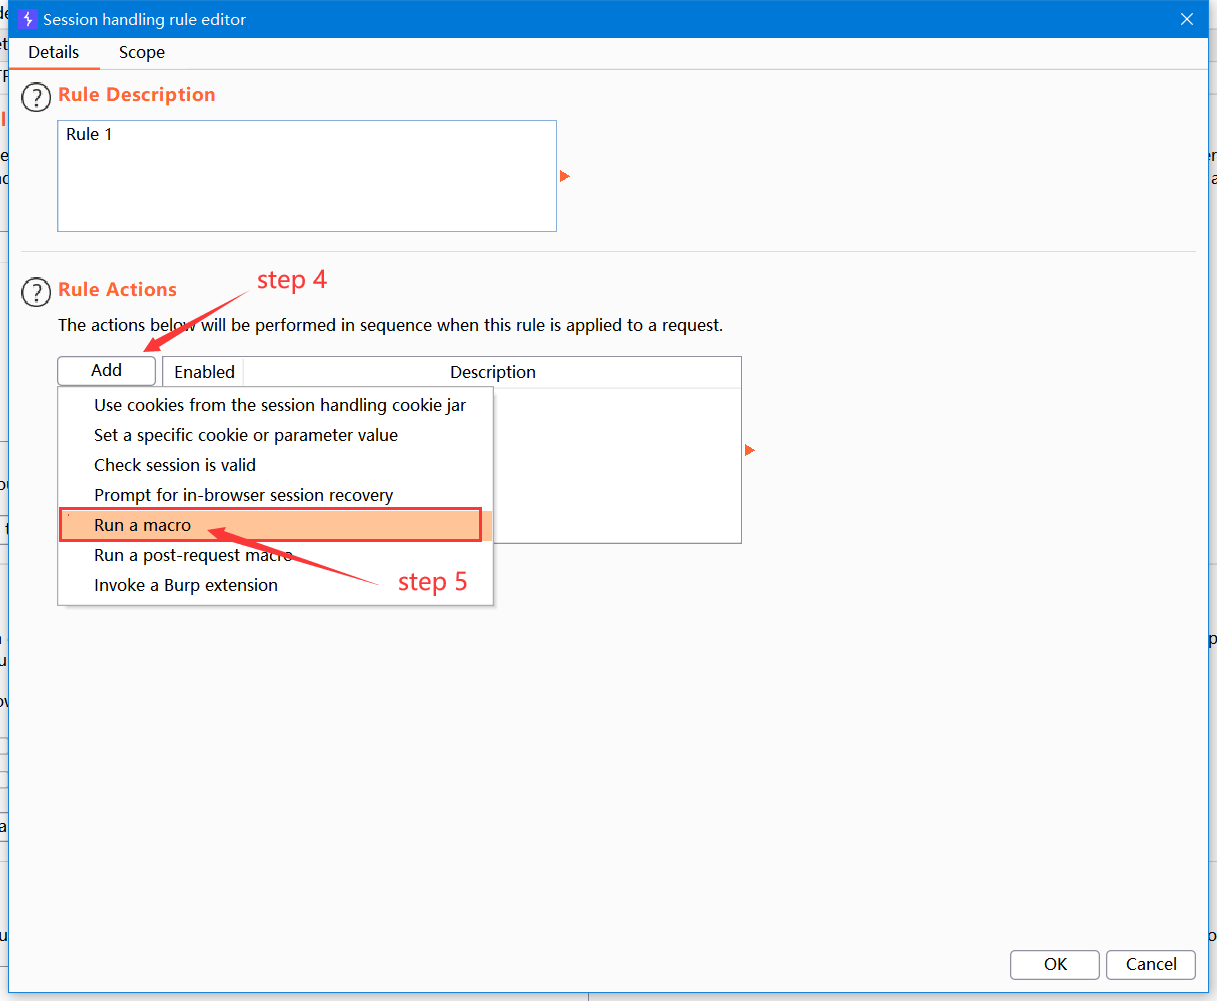 Session handling rule editor
Details Scope
Rule Description
Rule 1
step 4
Rule Actions
The actions below will be performed in sequence when this rule is applied to a request.
Add Enabled Description
Use cookies from the session handling cookie jar
Set a specific cookie or parameter value
Check session is valid
Prompt for in-browser session recovery
Run a macro
Run a post-request macro
step 5
Invoke a Burp extension
OK Cancel